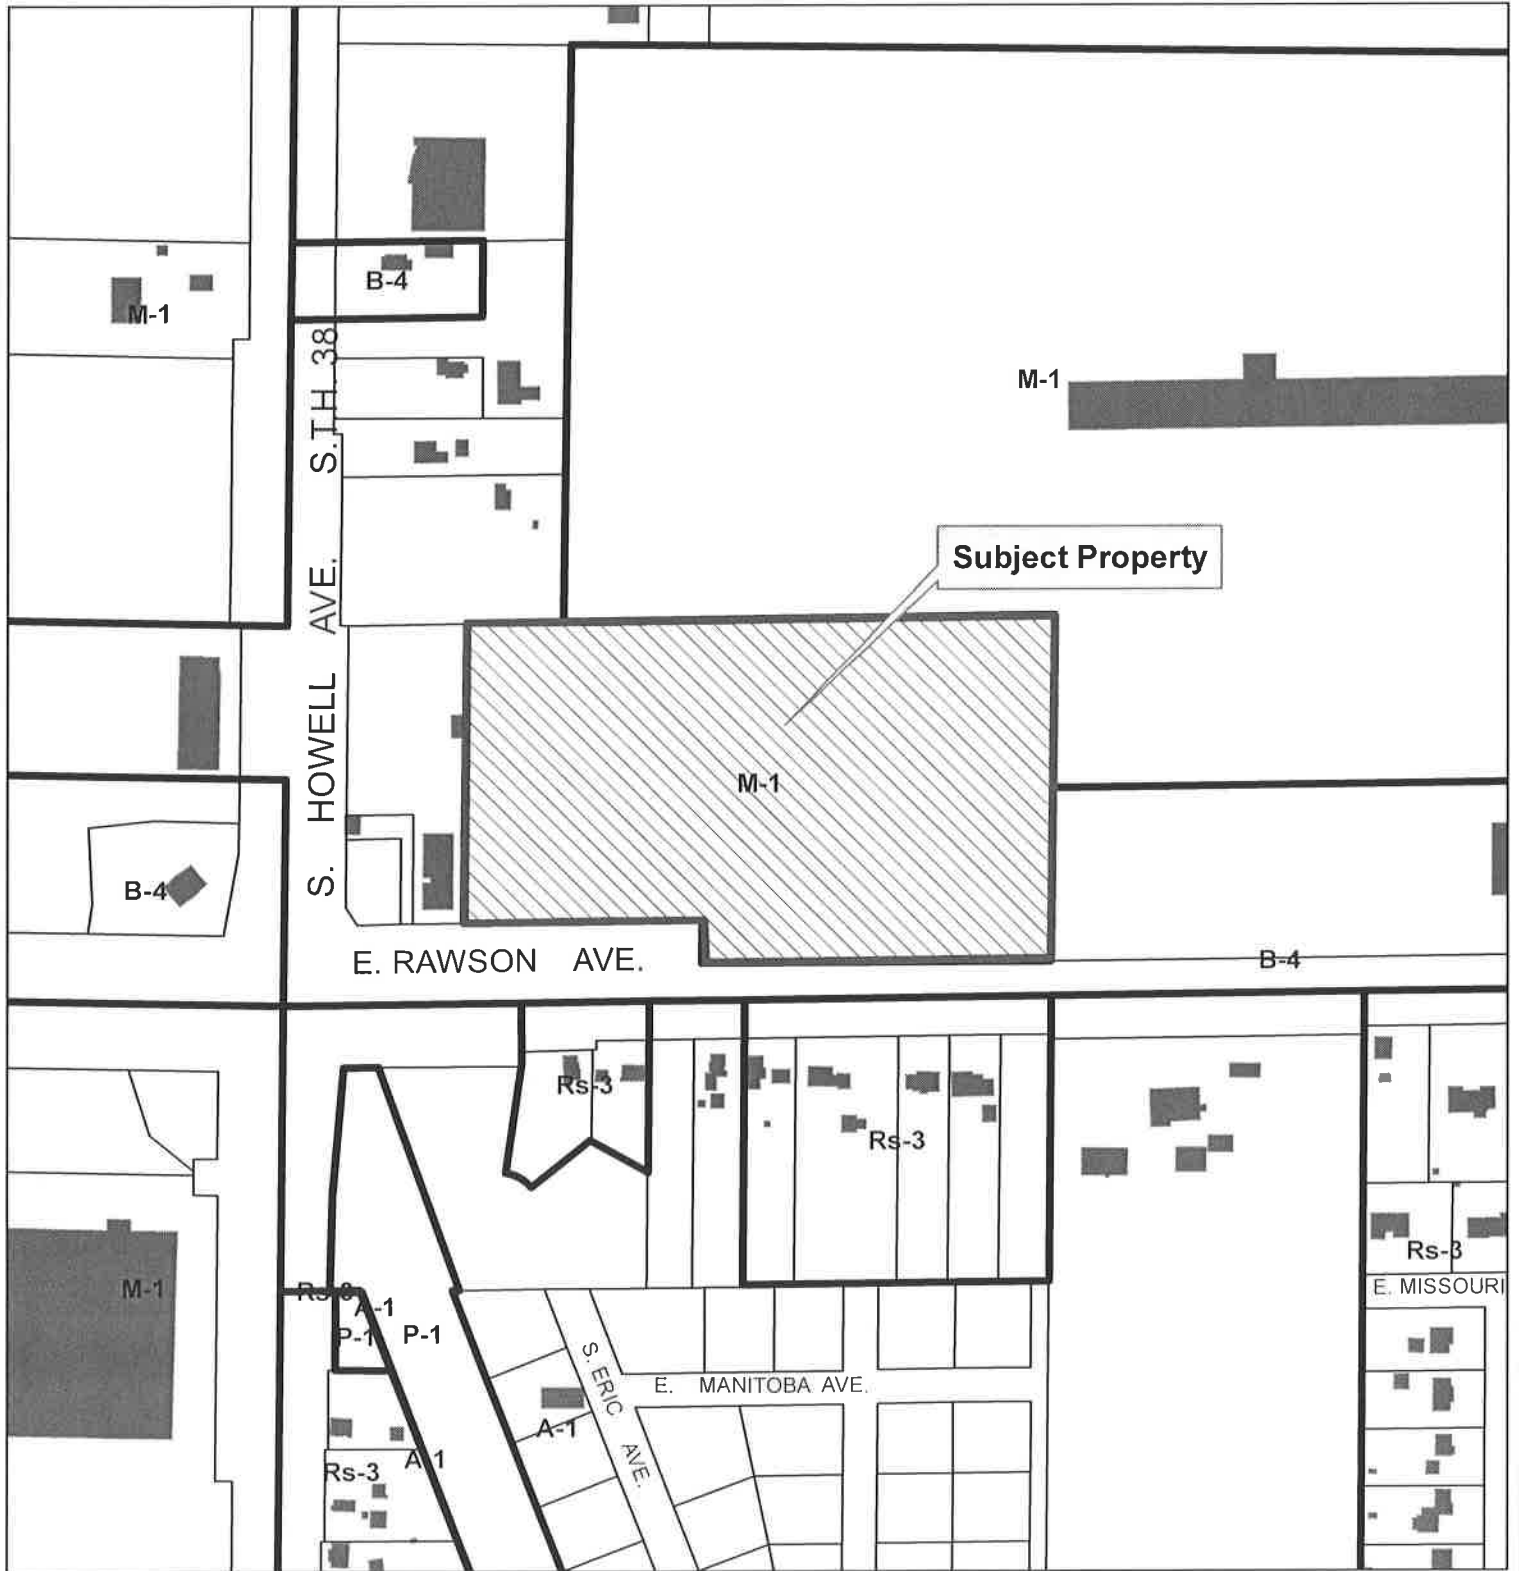 B-4
M-1
S. HOWELL AVE. S.T.H. 38
M-1
Subject Property
M-1
B-4
E. RAWSON AVE.
B-4
Rs-3
Rs-3
Rs-3
E. MISSOURI
M-1
A-1
P-1
P-1
S. ERIC AVE.
E. MANITOBA AVE.
A-1
A-1
Rs-3